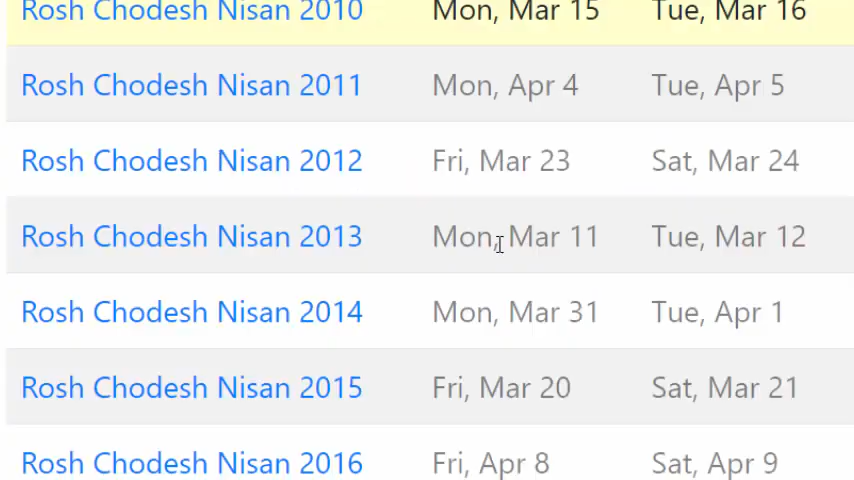 Rosh Chodesh Nisan 2010 Mon, Mar 15 Tue, Mar 16
Rosh Chodesh Nisan 2011 Mon, Apr 4 Tue, Apr 5
Rosh Chodesh Nisan 2012 Fri, Mar 23 Sat, Mar 24
Rosh Chodesh Nisan 2013 Mon, Mar 11 Tue, Mar 12
Rosh Chodesh Nisan 2014 Mon, Mar 31 Tue, Apr 1
Rosh Chodesh Nisan 2015 Fri, Mar 20 Sat, Mar 21
Rosh Chodesh Nisan 2016 Fri, Apr 8 Sat, Apr 9